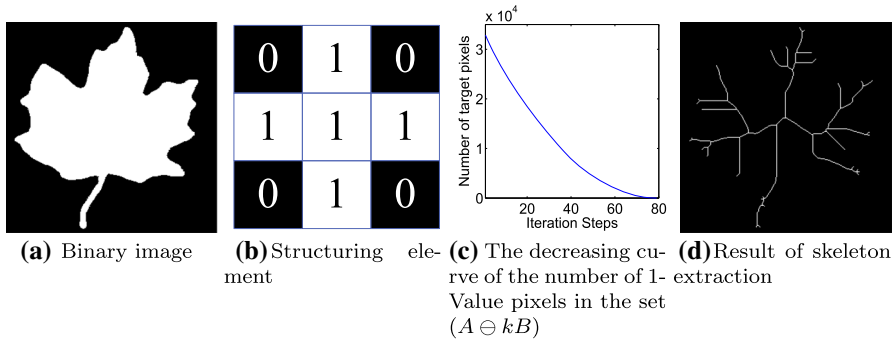 0 1 0
1 1 1
0 1 0
x 10⁴
3
2
1
0
20 40 60 80
Number of target pixels
Iteration Steps
(a) Binary image
(b) Structuring ele-
ment
(c) The decreasing cu-
rve of the number of 1-
Value pixels in the set
(A ⊖ kB)
(d) Result of skeleton
extraction